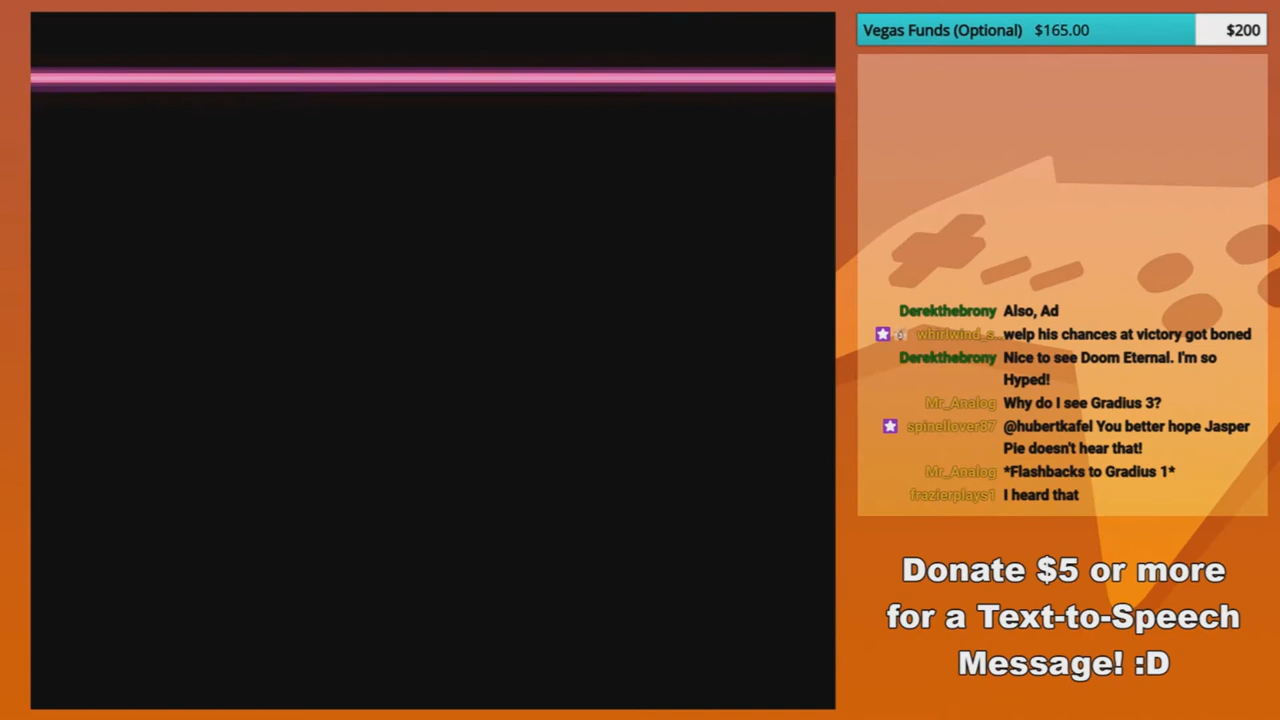 Vegas Funds (Optional) $165.00 $200
Derekthebrony Also, Ad
whirlwind_s... welp his chances at victory got boned
Derekthebrony Nice to see Doom Eternal. I'm so
Hyped!
Mr_Analog Why do I see Gradius 3?
spinellover87 @hubertkafel You better hope Jasper
Pie doesn't hear that!
Mr_Analog *Flashbacks to Gradius 1*
frazierplays1 I heard that
Donate $5 or more
for a Text-to-Speech
Message! :D